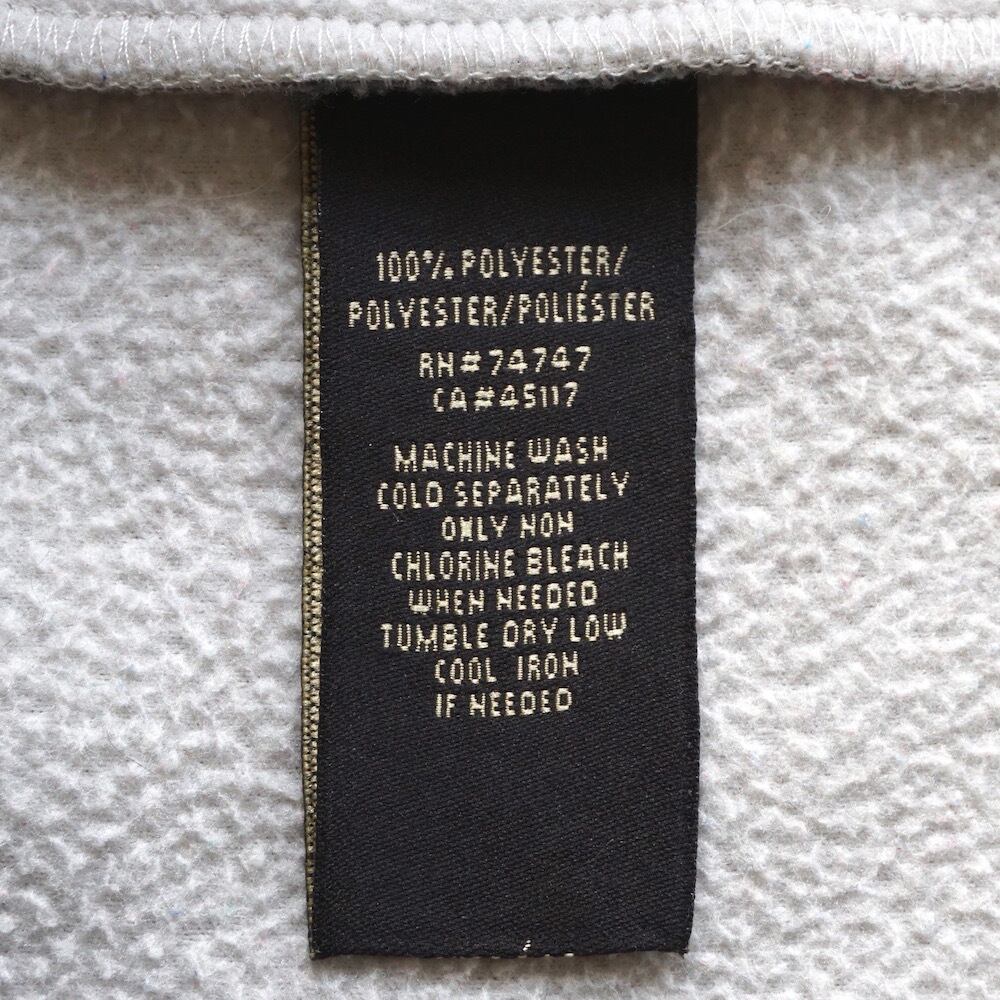 100% POLYESTER/
POLYESTER/POLIÉSTER
RN#74747
CA#45117
MACHINE WASH
COLD SEPARATELY
ONLY NON
CHLORINE BLEACH
WHEN NEEDED
TUMBLE DRY LOW
COOL IRON
IF NEEDED